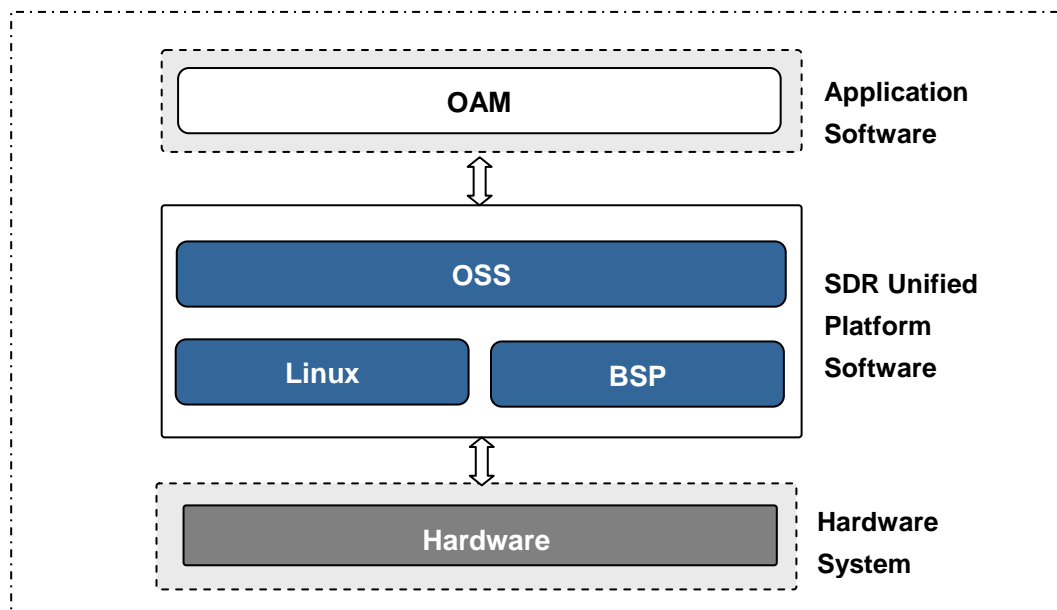 OAM
Application
Software
OSS
Linux
BSP
SDR Unified
Platform
Software
Hardware
Hardware
System